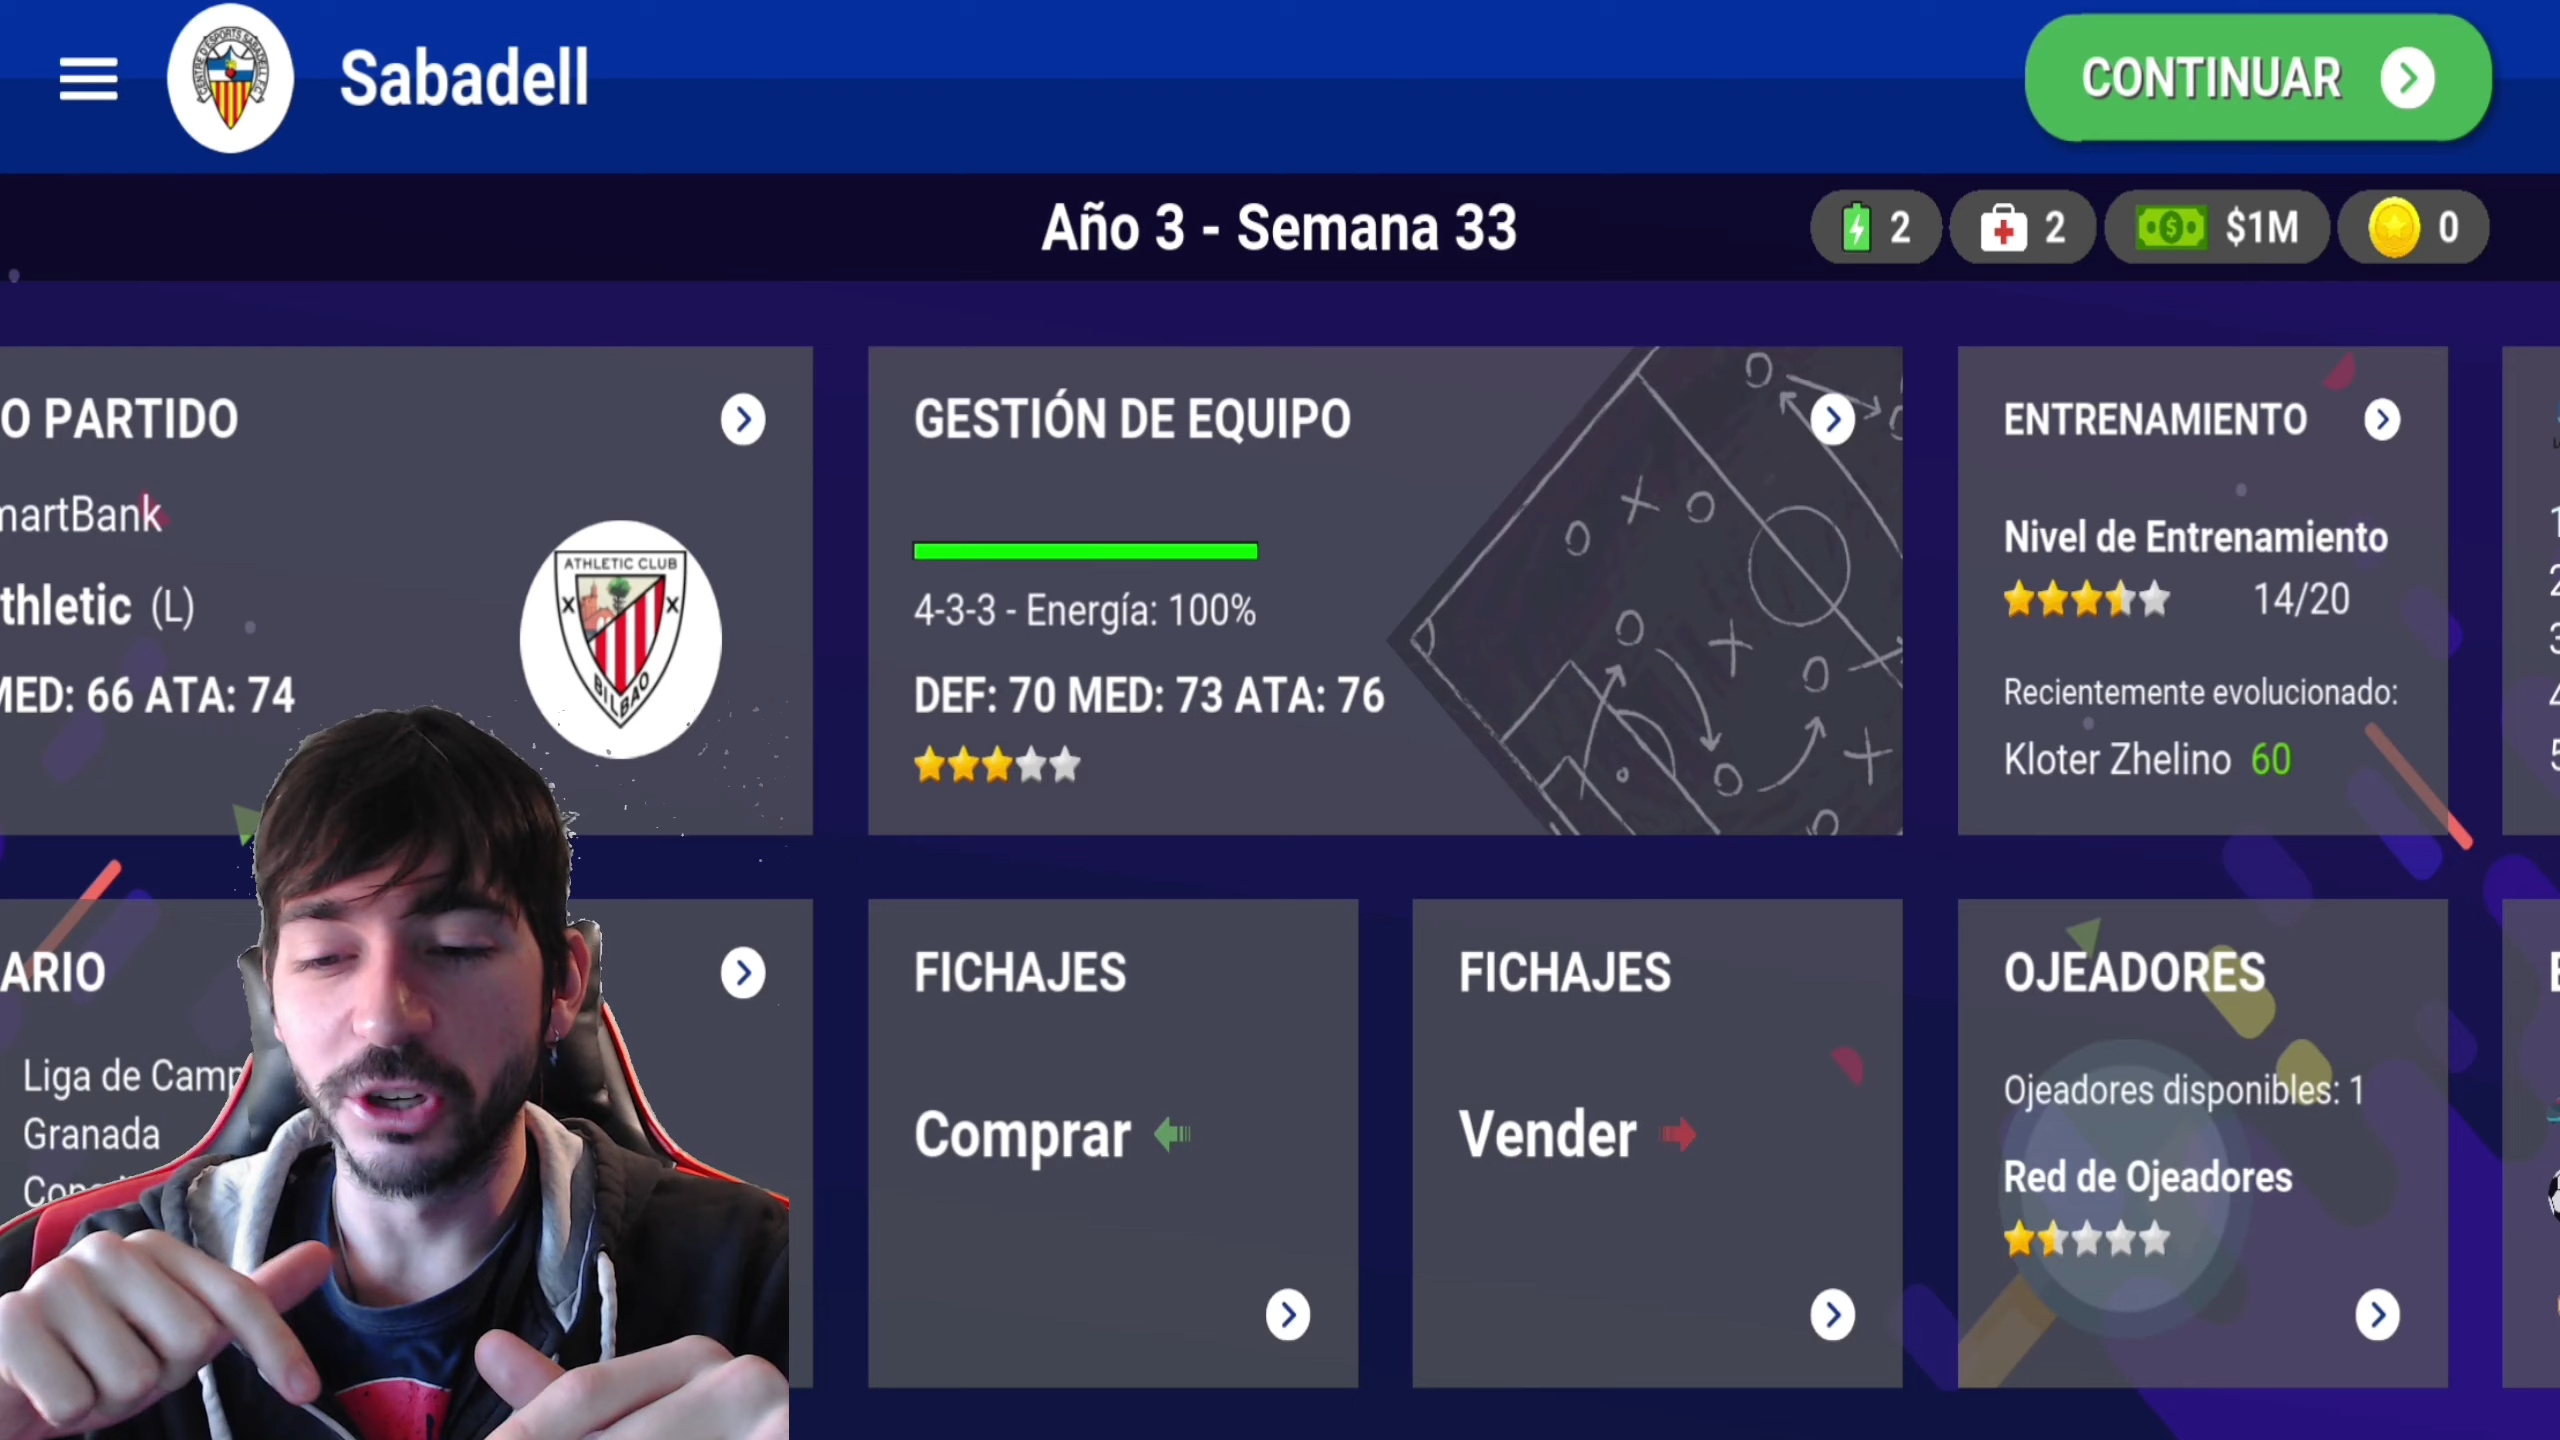 Sabadell
CONTINUAR
Año 3 - Semana 33
2
2
$1M
0
O PARTIDO
martBank
thletic (L)
MED: 66 ATA: 74
ATHLETIC CLUB
BILBAO
GESTIÓN DE EQUIPO
4-3-3 - Energía: 100%
DEF: 70 MED: 73 ATA: 76
ENTRENAMIENTO
Nivel de Entrenamiento
14/20
Recientemente evolucionado:
Kloter Zhelino 60
ARIO
Liga de Camp
Granada
FICHAJES
Comprar
FICHAJES
Vender
OJEADORES
Ojeadores disponibles: 1
Red de Ojeadores